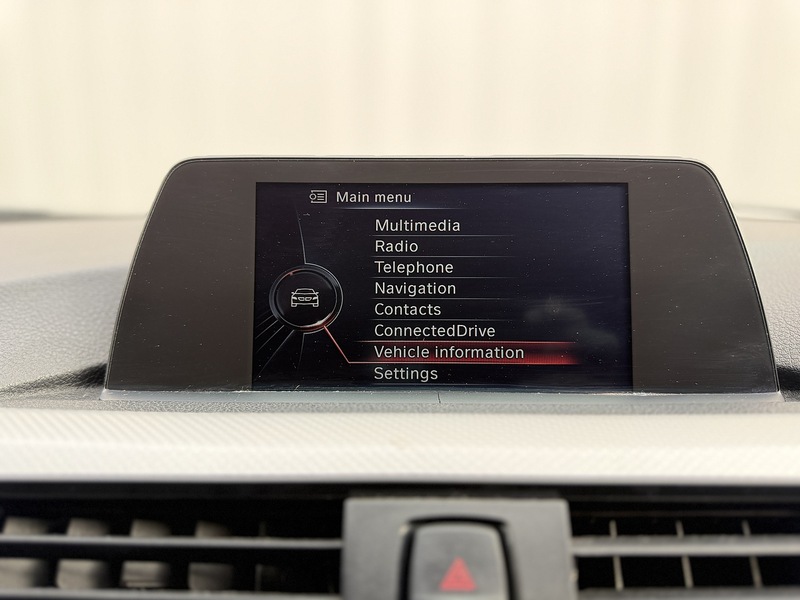 Main menu
Multimedia
Radio
Telephone
Navigation
Contacts
ConnectedDrive
Vehicle information
Settings